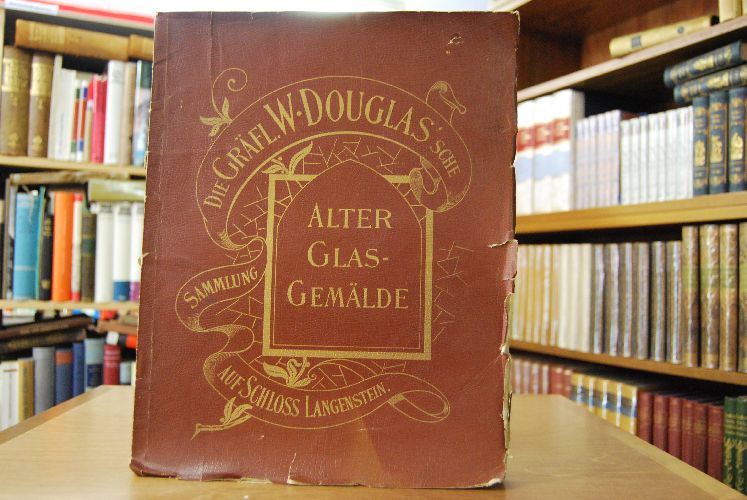 DIE GRÄFL. W. DOUGLAS'SCHE
SAMMLUNG
ALTER
GLAS-
GEMÄLDE
AUF SCHLOSS LANGENSTEIN.